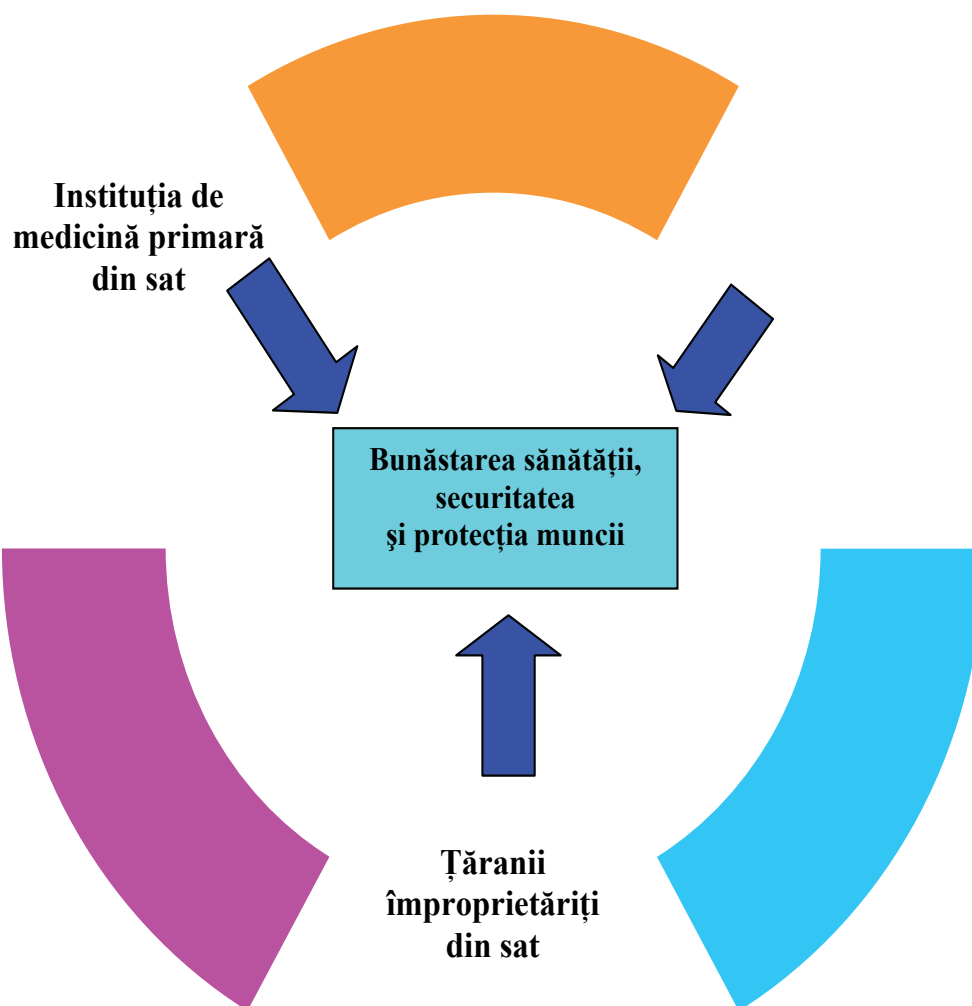 Instituția de
medicină primară
din sat
Bunăstarea sănătății,
securitatea
şi protecția muncii
Țăranii
împroprietăriți
din sat